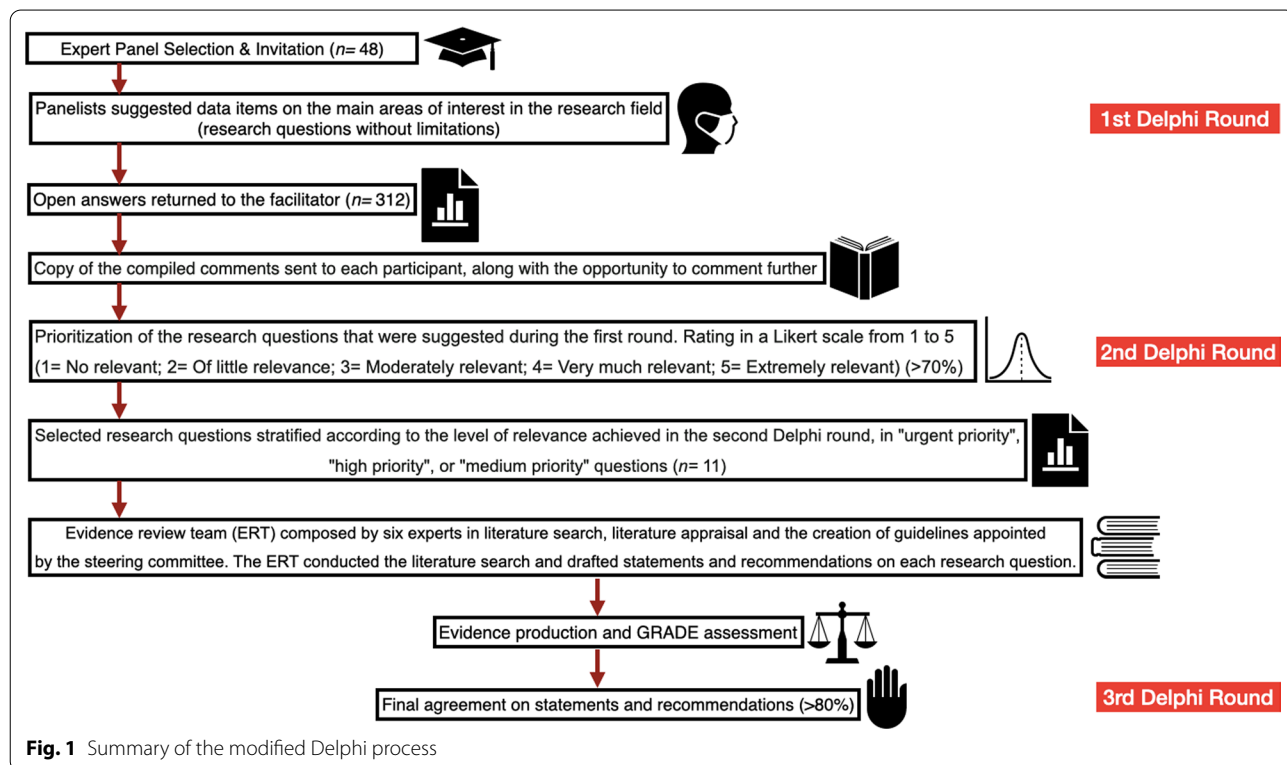 Expert Panel Selection & Invitation (n= 48)
Panelists suggested data items on the main areas of interest in the research field
(research questions without limitations)
1st Delphi Round
Open answers returned to the facilitator (n= 312)
Copy of the compiled comments sent to each participant, along with the opportunity to comment further
Prioritization of the research questions that were suggested during the first round. Rating in a Likert scale from 1 to 5
(1= No relevant; 2= Of little relevance; 3= Moderately relevant; 4= Very much relevant; 5= Extremely relevant) (>70%)
2nd Delphi Round
Selected research questions stratified according to the level of relevance achieved in the second Delphi round, in "urgent priority",
"high priority", or "medium priority" questions (n= 11)
Evidence review team (ERT) composed by six experts in literature search, literature appraisal and the creation of guidelines appointed
by the steering committee. The ERT conducted the literature search and drafted statements and recommendations on each research question.
Evidence production and GRADE assessment
Final agreement on statements and recommendations (>80%)
3rd Delphi Round
Fig. 1 Summary of the modified Delphi process